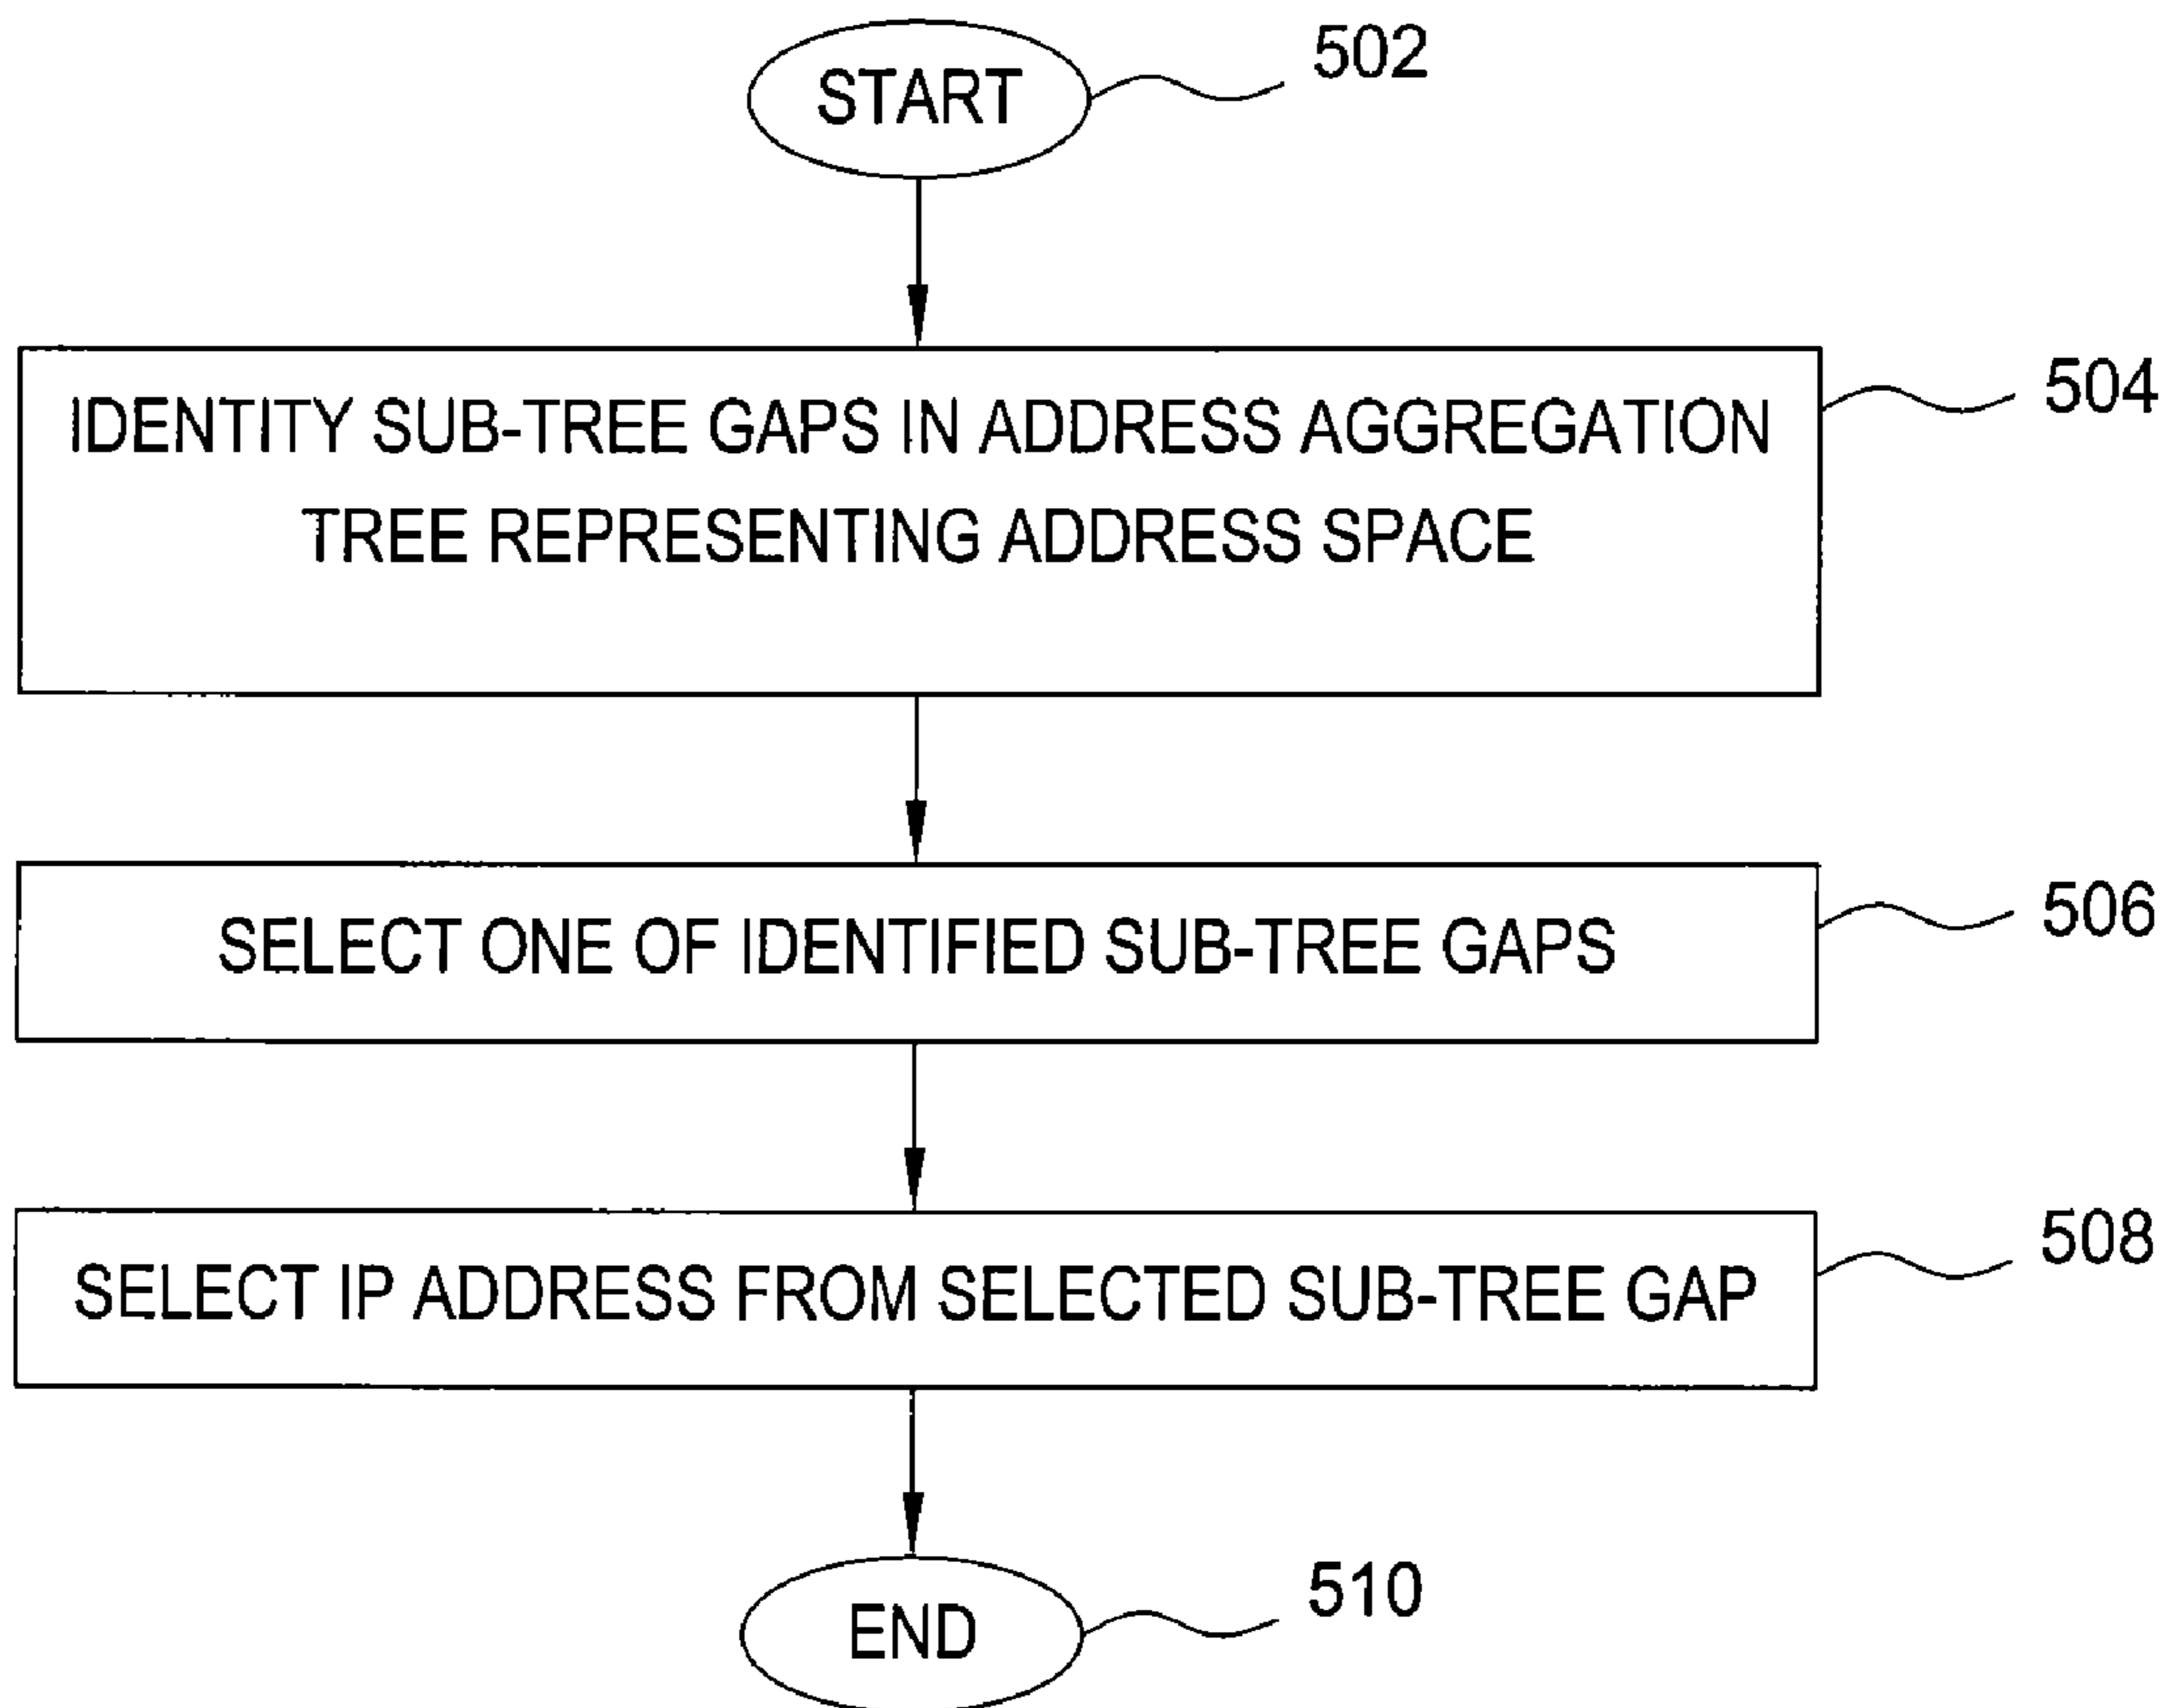 START
502
IDENTITY SUB-TREE GAPS IN ADDRESS AGGREGATION
TREE REPRESENTING ADDRESS SPACE
504
SELECT ONE OF IDENTIFIED SUB-TREE GAPS
506
SELECT IP ADDRESS FROM SELECTED SUB-TREE GAP
508
END
510